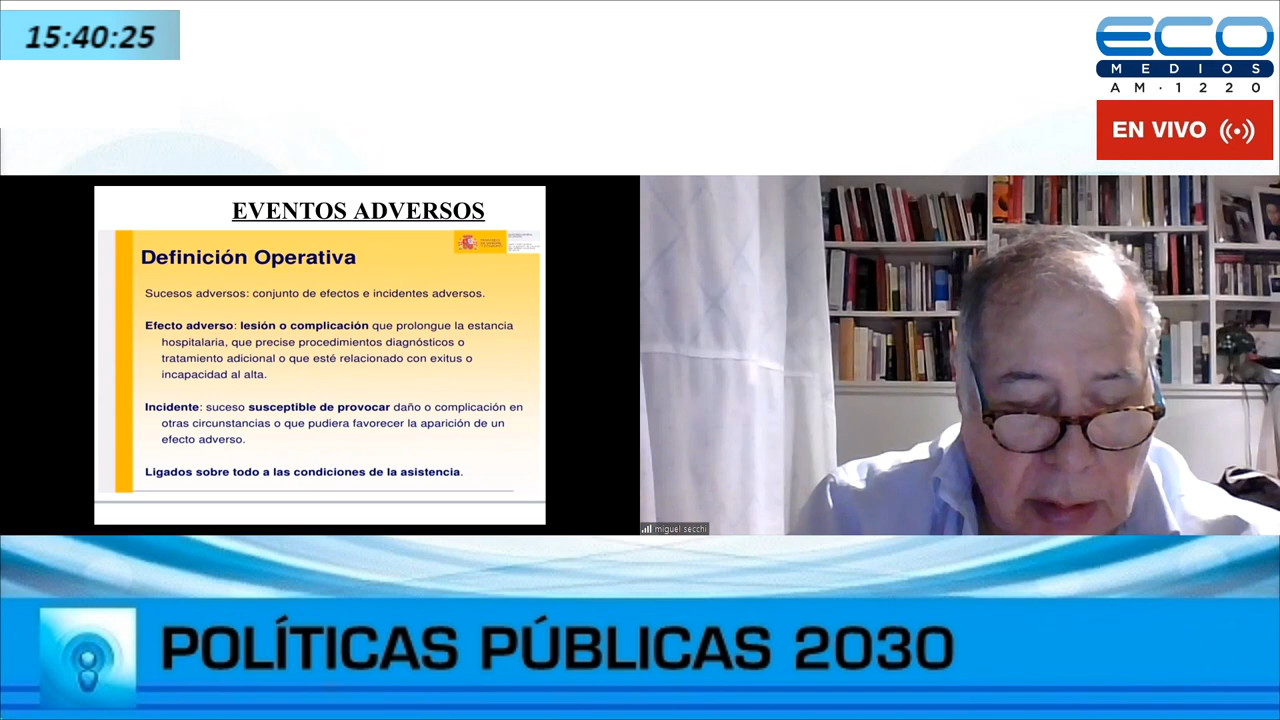 15:40:25
ECO
MEDIOS
AM·1220
EN VIVO
EVENTOS ADVERSOS
Definición Operativa
Sucesos adversos: conjunto de efectos e incidentes adversos.
Efecto adverso: lesión o complicación que prolongue la estancia
hospitalaria, que precise procedimientos diagnósticos o
tratamiento adicional o que esté relacionado con exitus o
incapacidad al alta.
Incidente: suceso susceptible de provocar daño o complicación en
otras circunstancias o que pudiera favorecer la aparición de un
efecto adverso.
Ligados sobre todo a las condiciones de la asistencia.
miguel secchi
POLÍTICAS PÚBLICAS 2030